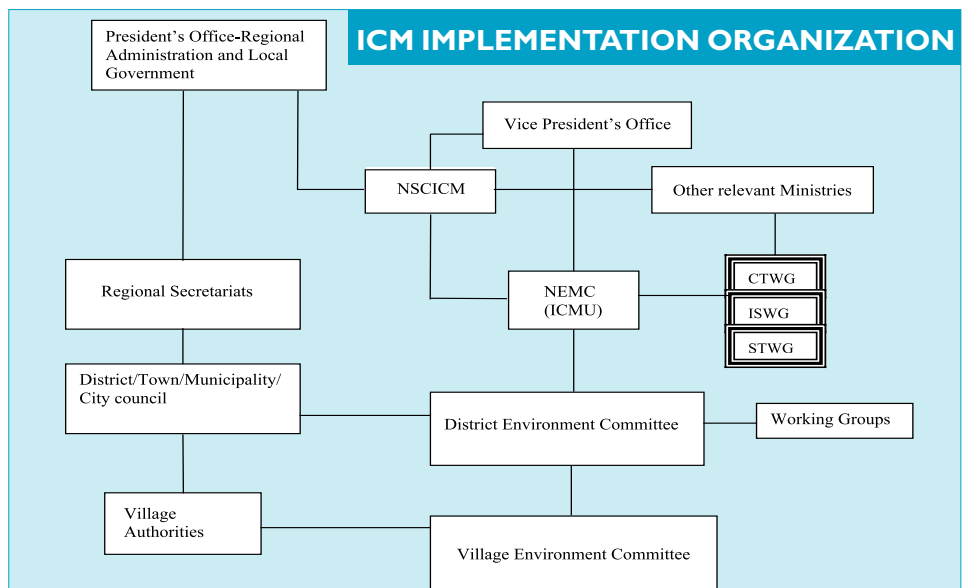 ICM IMPLEMENTATION ORGANIZATION
President's Office-Regional
Administration and Local
Government
Vice President's Office
NSCICM
Other relevant Ministries
Regional Secretariats
NEMC
(ICMU)
CTWG
ISWG
STWG
District/Town/Municipality/
City council
District Environment Committee
Working Groups
Village
Authorities
Village Environment Committee